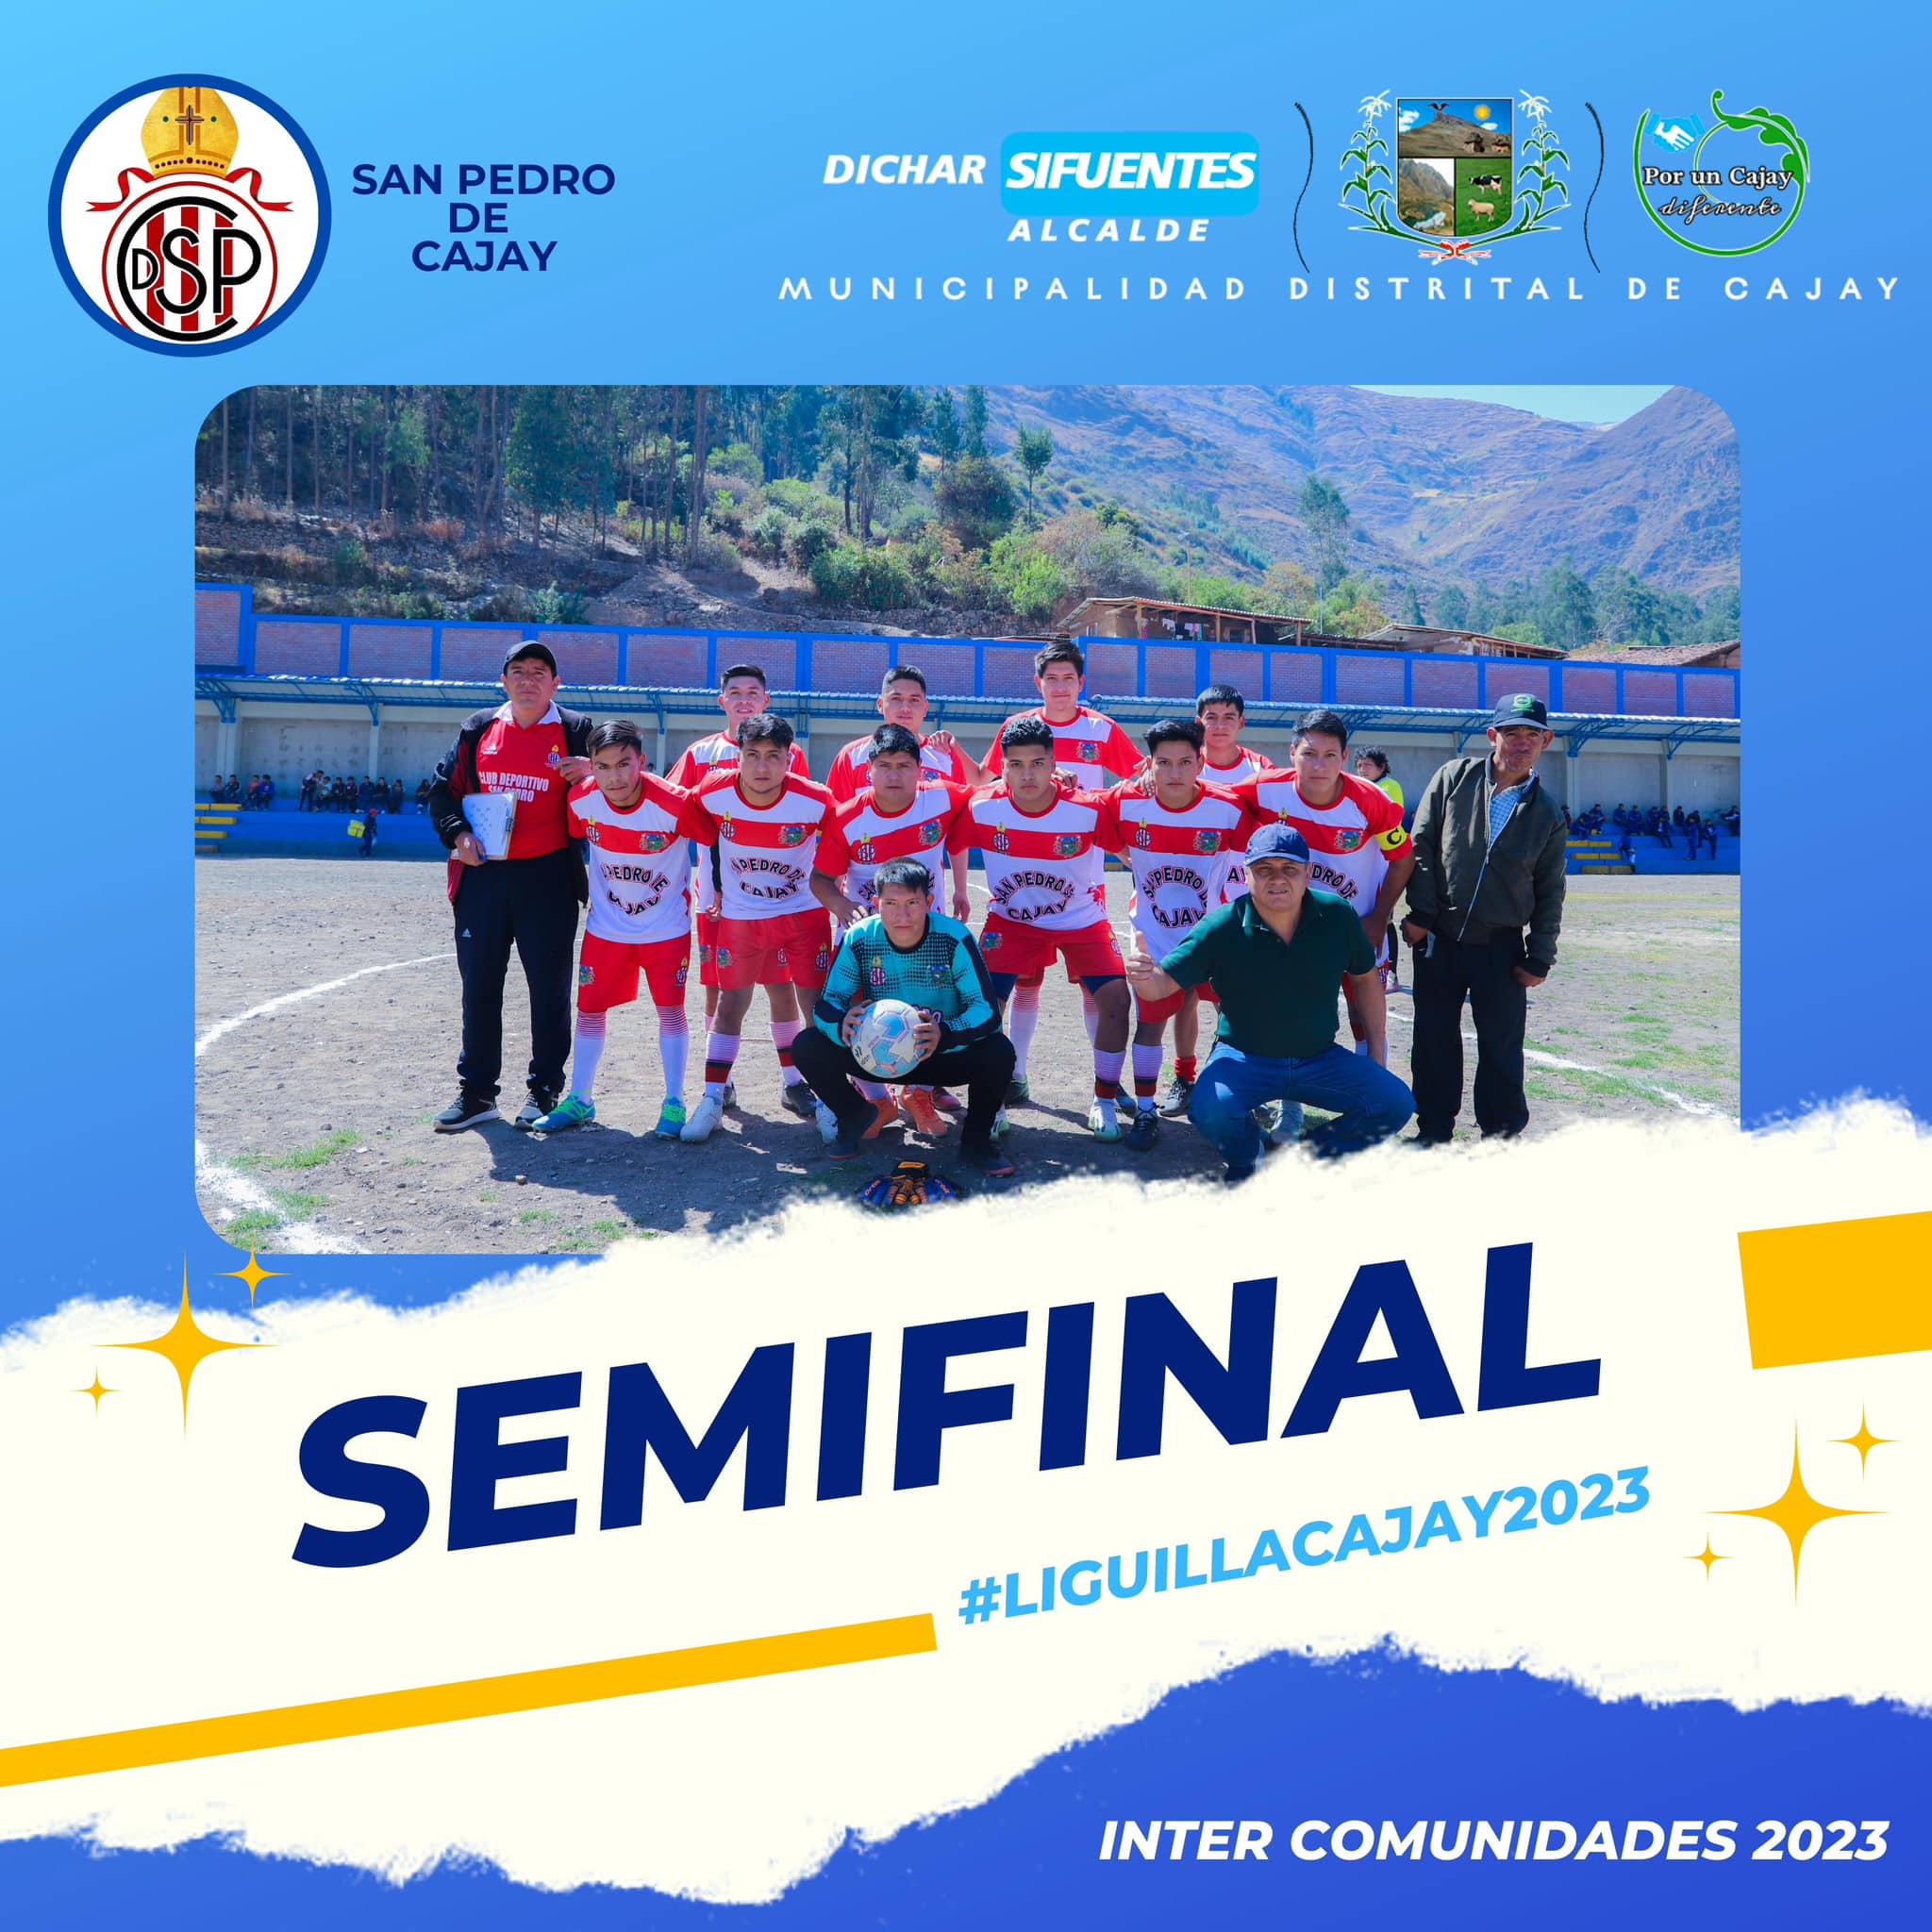 SAN PEDRO
DE
CAJAY
CDSP
DICHAR SIFUENTES
ALCALDE
Por un Cajay
diferente
MUNICIPALIDAD DISTRITAL DE CAJAY
CLUB DEPORTIVO
SAN PEDRO
SAN PEDRO DE
CAJAY
C
SEMIFINAL
#LIGUILLACAJAY2023
INTER COMUNIDADES 2023